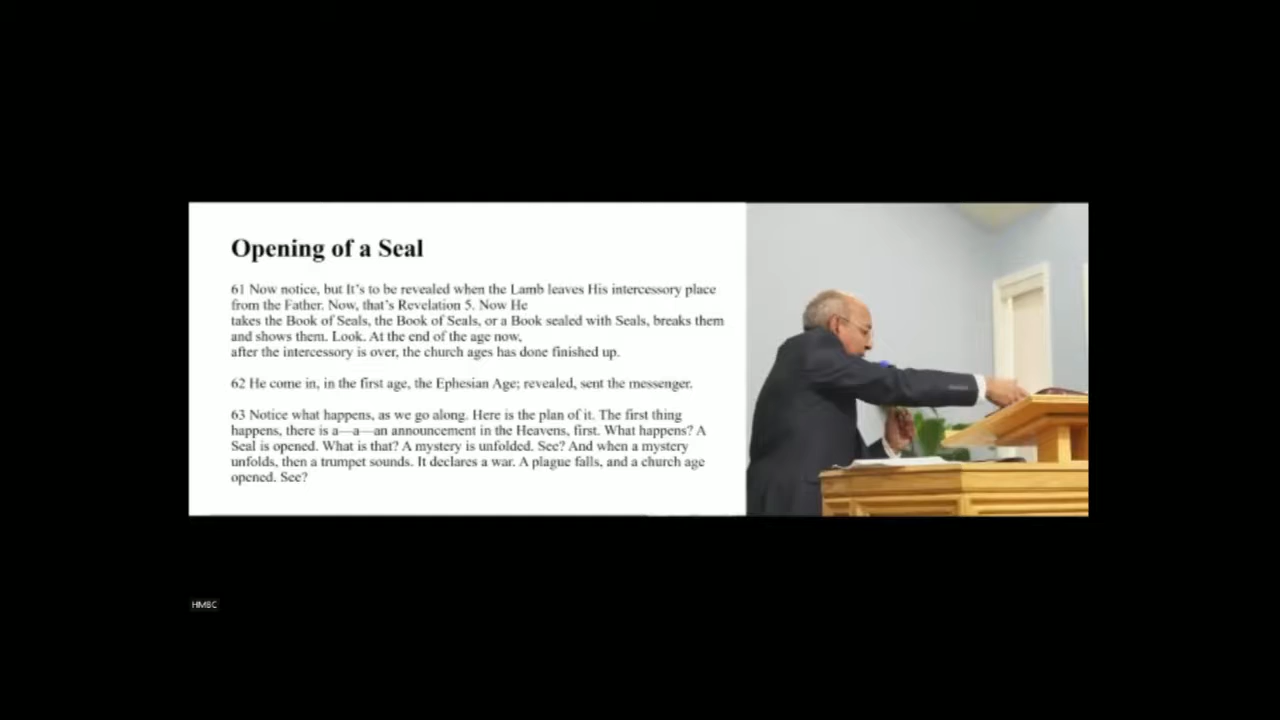 Opening of a Seal
61 Now notice, but It's to be revealed when the Lamb leaves His intercessory place
from the Father. Now, that's Revelation 5. Now He
takes the Book of Seals, the Book of Seals, or a Book sealed with Seals, breaks them
and shows them. Look. At the end of the age now,
after the intercessory is over, the church ages has done finished up.
62 He come in, in the first age, the Ephesian Age; revealed, sent the messenger.
63 Notice what happens, as we go along. Here is the plan of it. The first thing
happens, there is a—a—an announcement in the Heavens, first. What happens? A
Seal is opened. What is that? A mystery is unfolded. See? And when a mystery
unfolds, then a trumpet sounds. It declares a war. A plague falls, and a church age
opened. See?
HMBC